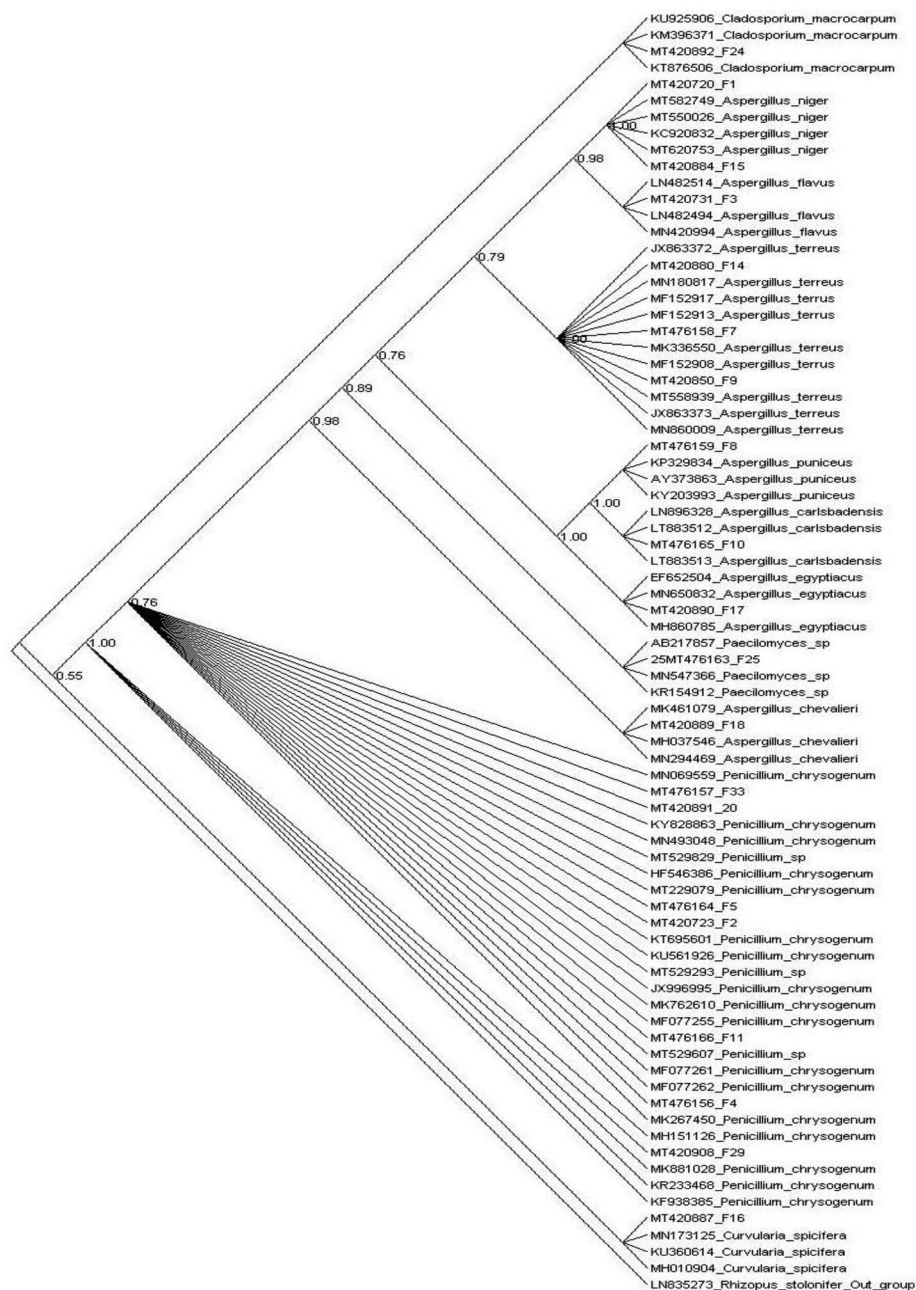 KU925906_Cladosporium_macrocarpum
KM396371_Cladosporium_macrocarpum
MT420892_F24
KT876506_Cladosporium_macrocarpum
MT420720_F1
MT582749_Aspergillus_niger
MT550026_Aspergillus_niger
1.00
KC920832_Aspergillus_niger
MT620753_Aspergillus_niger
0.98
MT420884_F15
LN482514_Aspergillus_flavus
MT420731_F3
LN482494_Aspergillus_flavus
MN420994_Aspergillus_flavus
JX863372_Aspergillus_terreus
0.79
MT420880_F14
MN180817_Aspergillus_terreus
MF152917_Aspergillus_terrus
MF152913_Aspergillus_terrus
MT476158_F7
MK336550_Aspergillus_terreus
0.76
MF152908_Aspergillus_terrus
MT420850_F9
0.89
MT558939_Aspergillus_terreus
JX863373_Aspergillus_terreus
0.98
MN860009_Aspergillus_terreus
MT476159_F8
KP329834_Aspergillus_puniceus
AY373863_Aspergillus_puniceus
KY203993_Aspergillus_puniceus
1.00
LN896328_Aspergillus_carlsbadensis
LT883512_Aspergillus_carlsbadensis
1.00
MT476165_F10
LT883513_Aspergillus_carlsbadensis
EF652504_Aspergillus_egyptiacus
MN650832_Aspergillus_egyptiacus
0.76
MT420890_F17
MH860785_Aspergillus_egyptiacus
1.00
AB217857_Paecilomyces_sp
25MT476163_F25
0.55
MN547366_Paecilomyces_sp
KR154912_Paecilomyces_sp
MK461079_Aspergillus_chevalieri
MT420889_F18
MH037546_Aspergillus_chevalieri
MN294469_Aspergillus_chevalieri
MN069559_Penicillium_chrysogenum
MT476157_F33
MT420891_20
KY828863_Penicillium_chrysogenum
MN493048_Penicillium_chrysogenum
MT529829_Penicillium_sp
HF546386_Penicillium_chrysogenum
MT229079_Penicillium_chrysogenum
MT476164_F5
MT420723_F2
KT695601_Penicillium_chrysogenum
KU561926_Penicillium_chrysogenum
MT529293_Penicillium_sp
JX996995_Penicillium_chrysogenum
MK762610_Penicillium_chrysogenum
MF077255_Penicillium_chrysogenum
MT476166_F11
MT529607_Penicillium_sp
MF077261_Penicillium_chrysogenum
MF077262_Penicillium_chrysogenum
MT476156_F4
MK267450_Penicillium_chrysogenum
MH151126_Penicillium_chrysogenum
MT420908_F29
MK881028_Penicillium_chrysogenum
KR233468_Penicillium_chrysogenum
KF938385_Penicillium_chrysogenum
MT420887_F16
MN173125_Curvularia_spicifera
KU360614_Curvularia_spicifera
MH010904_Curvularia_spicifera
LN835273_Rhizopus_stolonifer_Out_group